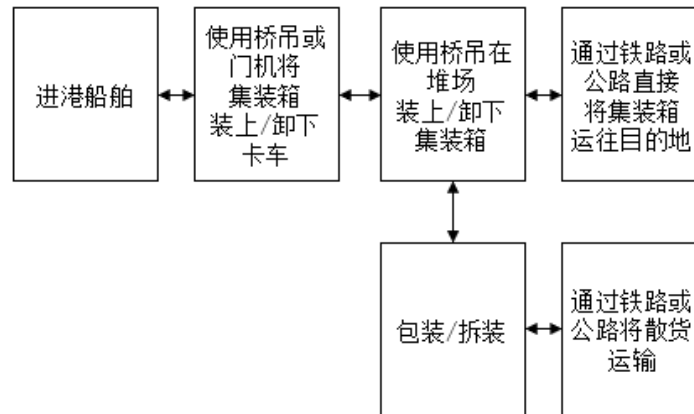 进港船舶
使用桥吊或
门机将
集装箱
装上/卸下
卡车
使用桥吊在
堆场
装上/卸下
集装箱
通过铁路或
公路直接
将集装箱
运往目的地
包装/拆装
通过铁路或
公路将散货
运输